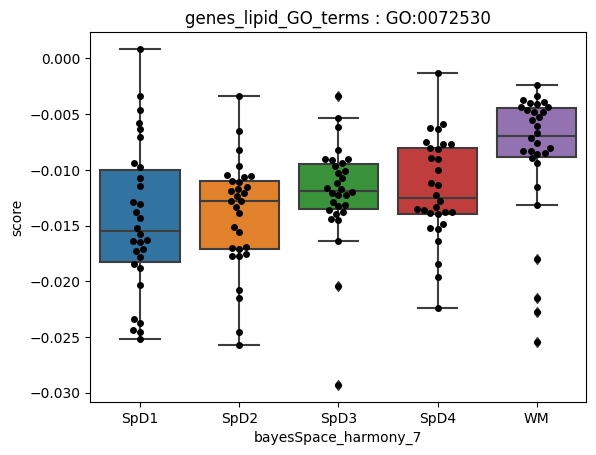 genes_lipid_GO_terms : GO:0072530
score
0.000
−0.005
−0.010
−0.015
−0.020
−0.025
−0.030
SpD1 SpD2 SpD3 SpD4 WM
bayesSpace_harmony_7